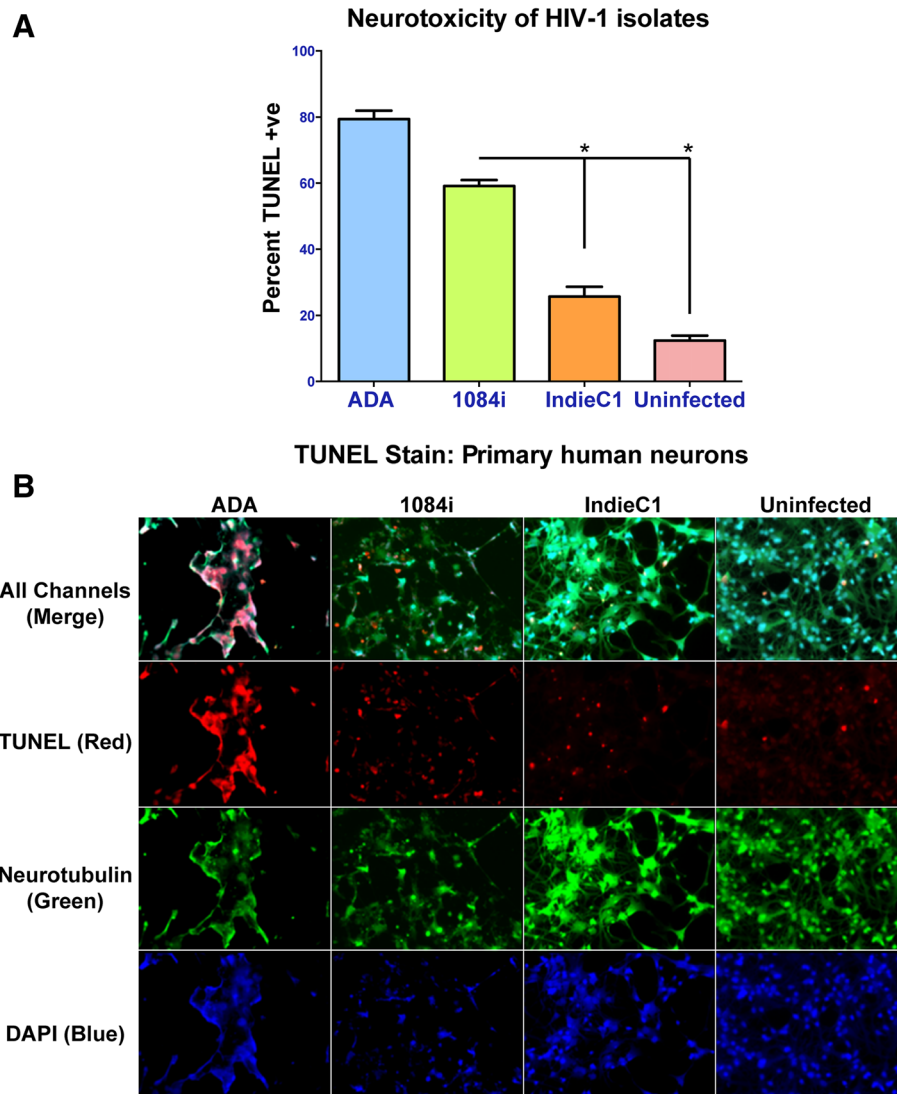 A
Neurotoxicity of HIV-1 isolates
Percent TUNEL +ve
100
80
60
40
20
0
* *
ADA 1084i IndieC1 Uninfected
TUNEL Stain: Primary human neurons
B
ADA 1084i IndieC1 Uninfected
All Channels
(Merge)
TUNEL (Red)
Neurotubulin
(Green)
DAPI (Blue)